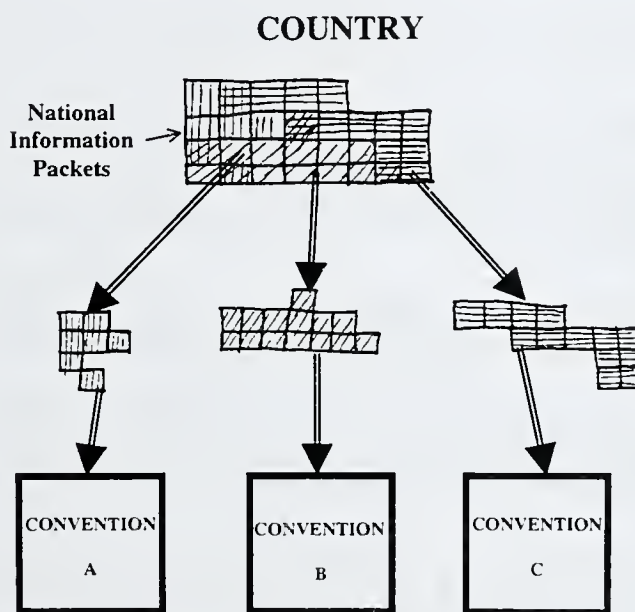 COUNTRY
National
Information
Packets
CONVENTION
A
CONVENTION
B
CONVENTION
C